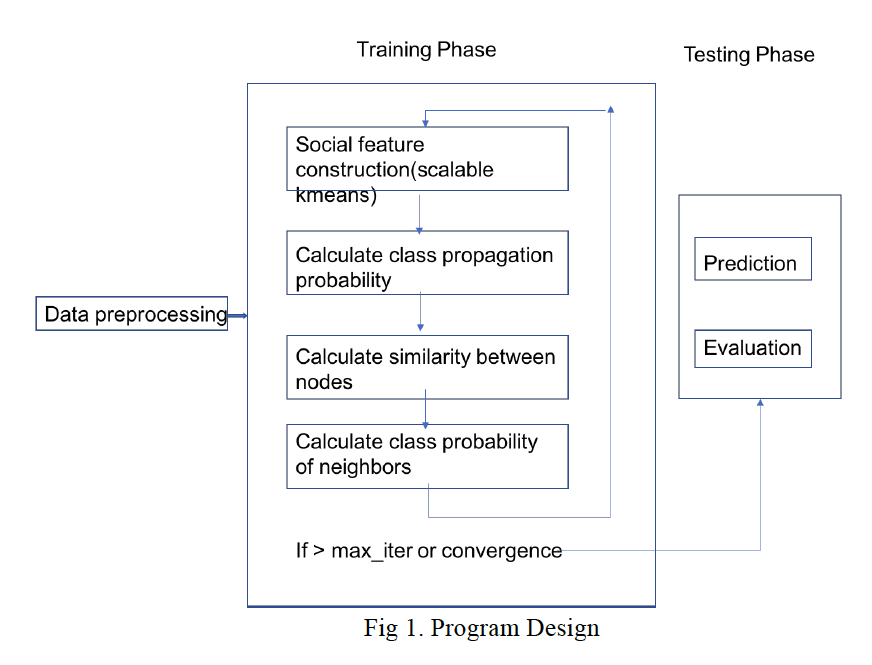 Training Phase
Testing Phase
Social feature
construction(scalable
kmeans)
Calculate class propagation
probability
Data preprocessing
Calculate similarity between
nodes
Calculate class probability
of neighbors
If > max_iter or convergence
Prediction
Evaluation
Fig 1. Program Design